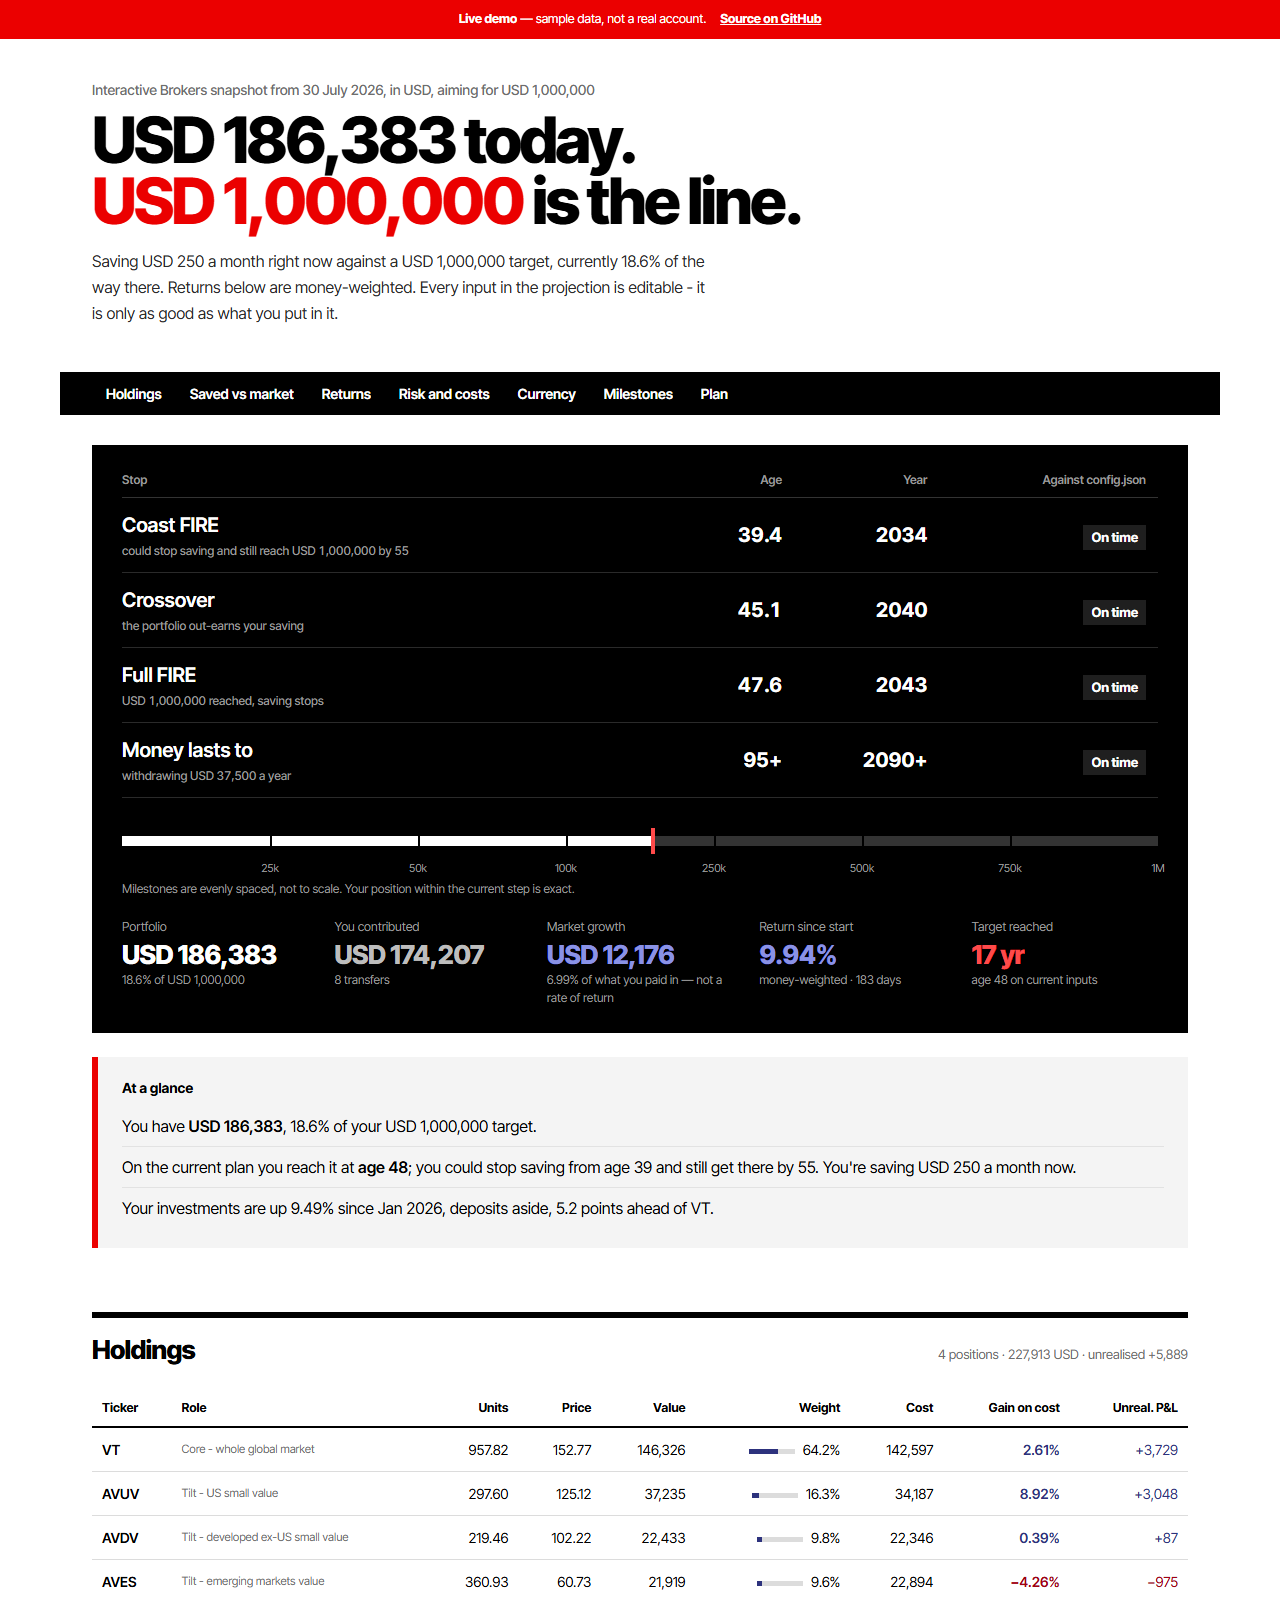 Live demo — sample data, not a real account. Source on GitHub
Interactive Brokers snapshot from 30 July 2026, in USD, aiming for USD 1,000,000
USD 186,383 today.
USD 1,000,000 is the line.
Saving USD 250 a month right now against a USD 1,000,000 target, currently 18.6% of the
way there. Returns below are money-weighted. Every input in the projection is editable - it
is only as good as what you put in it.
Holdings Saved vs market Returns Risk and costs Currency Milestones Plan
Stop Age Year Against config.json
Coast FIRE 39.4 2034 On time
could stop saving and still reach USD 1,000,000 by 55
Crossover 45.1 2040 On time
the portfolio out-earns your saving
Full FIRE 47.6 2043 On time
USD 1,000,000 reached, saving stops
Money lasts to 95+ 2090+ On time
withdrawing USD 37,500 a year
25k 50k 100k 250k 500k 750k 1M
Milestones are evenly spaced, not to scale. Your position within the current step is exact.
Portfolio You contributed Market growth Return since start Target reached
USD 186,383 USD 174,207 USD 12,176 9.94% 17 yr
18.6% of USD 1,000,000 8 transfers 6.99% of what you paid in — not a money-weighted · 183 days age 48 on current inputs
rate of return
At a glance
You have USD 186,383, 18.6% of your USD 1,000,000 target.
On the current plan you reach it at age 48; you could stop saving from age 39 and still get there by 55. You're saving USD 250 a month now.
Your investments are up 9.49% since Jan 2026, deposits aside, 5.2 points ahead of VT.
Holdings 4 positions · 227,913 USD · unrealised +5,889
Ticker Role Units Price Value Weight Cost Gain on cost Unreal. P&L
VT Core - whole global market 957.82 152.77 146,326 64.2% 142,597 2.61% +3,729
AVUV Tilt - US small value 297.60 125.12 37,235 16.3% 34,187 8.92% +3,048
AVDV Tilt - developed ex-US small value 219.46 102.22 22,433 9.8% 22,346 0.39% +87
AVES Tilt - emerging markets value 360.93 60.73 21,919 9.6% 22,894 −4.26% −975